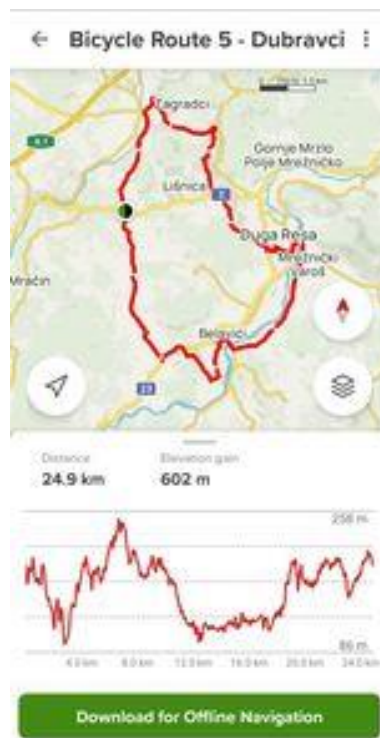 Bicycle Route 5 - Dubravci
Zagradci
Gornje Mrzlo
Polje Mrežničko
Lišnica
Duga Resa
Mrežnički
Varoš
Mračin
Belavići
23
Distance
Elevation gain
24.9 km
602 m
258 m
86 m
4.0 km 8.0 km 12.0 km 16.0 km 20.0 km 24.0 km
Download for Offline Navigation